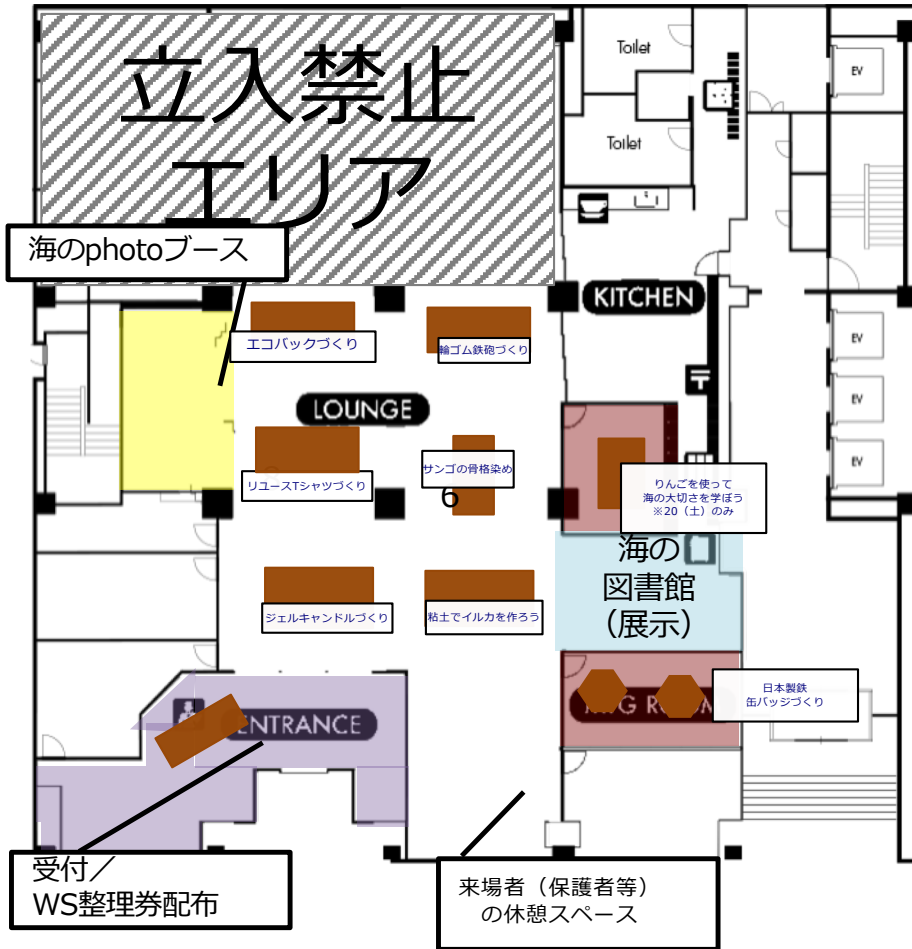 立入禁止
エリア
Toilet
Toilet
EV
海のphotoブース
KITCHEN
エコバックづくり
輪ゴム鉄砲づくり
EV
LOUNGE
EV
リユースTシャツづくり
サンゴの骨格染め
6
EV
りんごを使って
海の大切さを学ぼう
※20（土）のみ
海の
図書館
（展示）
ジェルキャンドルづくり
粘土でイルカを作ろう
日本製鉄
缶バッジづくり
ENTRANCE
受付／
WS整理券配布
来場者（保護者等）
の休憩スペース